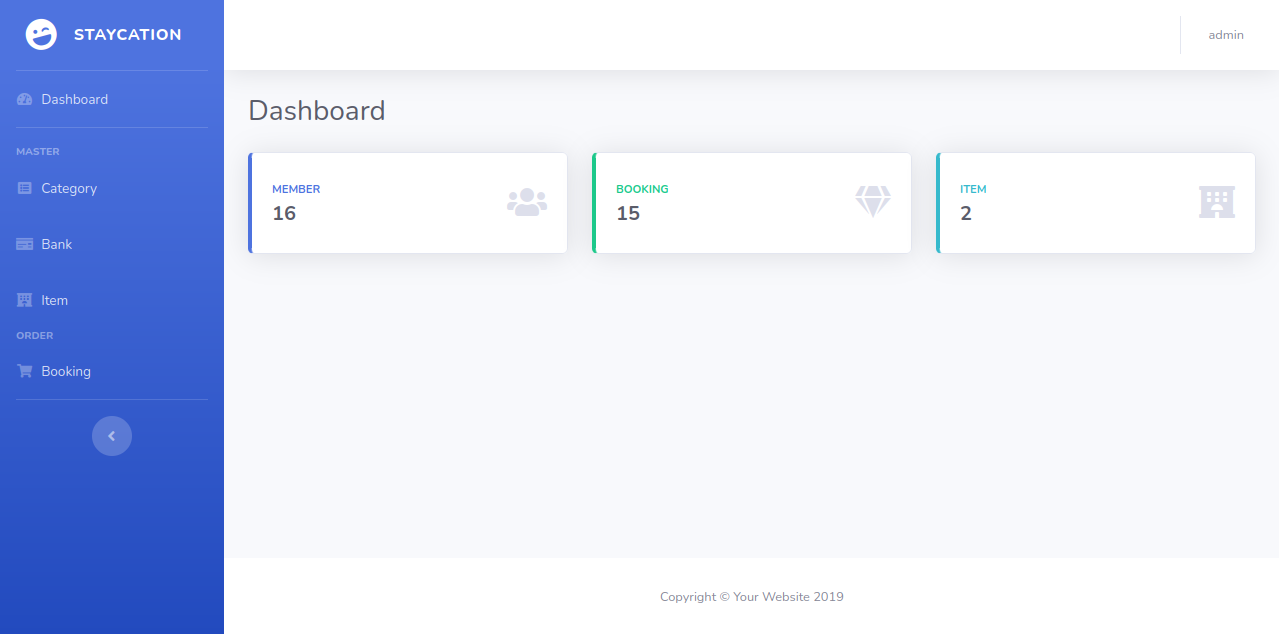 STAYCATION
admin
Dashboard
MASTER
Category
Bank
Item
ORDER
Booking
Dashboard
MEMBER
16
BOOKING
15
ITEM
2
Copyright © Your Website 2019